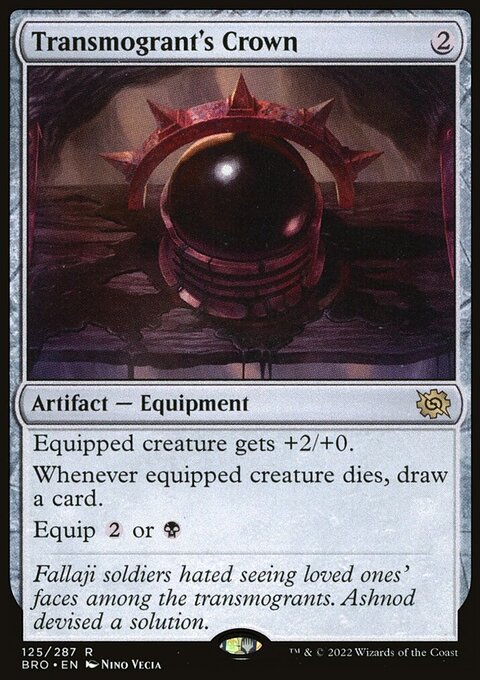 Transmogrant's Crown 2
Artifact — Equipment
Equipped creature gets +2/+0.
Whenever equipped creature dies, draw
a card.
Equip 2 or
Fallaji soldiers hated seeing loved ones'
faces among the transmogrants. Ashnod
devised a solution.
125/287 R
BRO • EN Nino Vecia
™ & © 2022 Wizards of the Coast